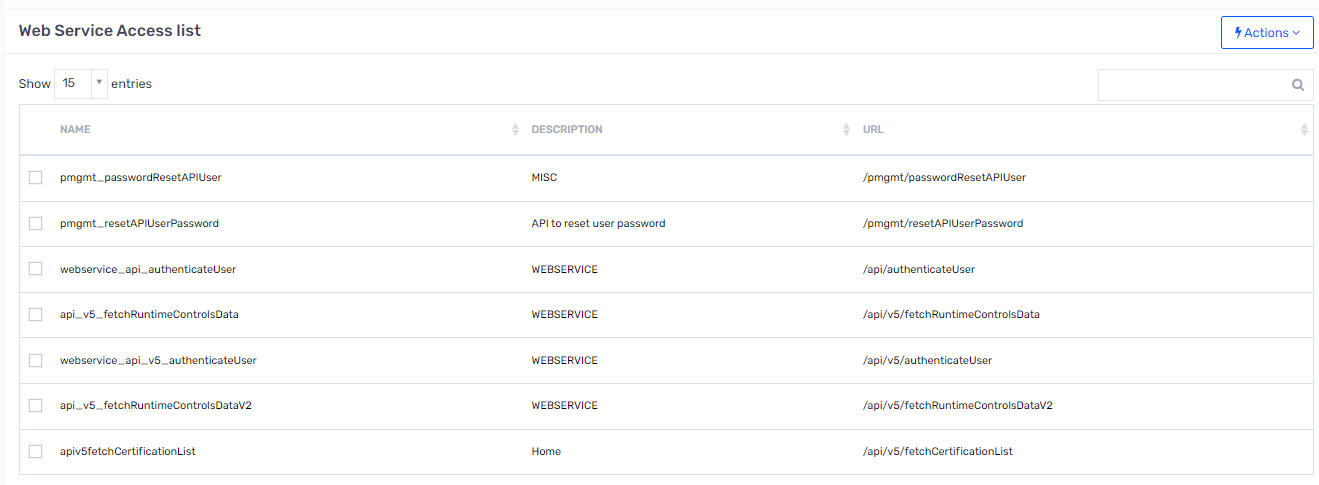 Web Service Access list
Actions
Show 15 entries
NAME DESCRIPTION URL
pmgmt_passwordResetAPIUser MISC /pmgmt/passwordResetAPIUser
pmgmt_resetAPIUserPassword API to reset user password /pmgmt/resetAPIUserPassword
webservice_api_authenticateUser WEBSERVICE /api/authenticateUser
api_v5_fetchRuntimeControlsData WEBSERVICE /api/v5/fetchRuntimeControlsData
webservice_api_v5_authenticateUser WEBSERVICE /api/v5/authenticateUser
api_v5_fetchRuntimeControlsDataV2 WEBSERVICE /api/v5/fetchRuntimeControlsDataV2
apiv5fetchCertificationList Home /api/v5/fetchCertificationList